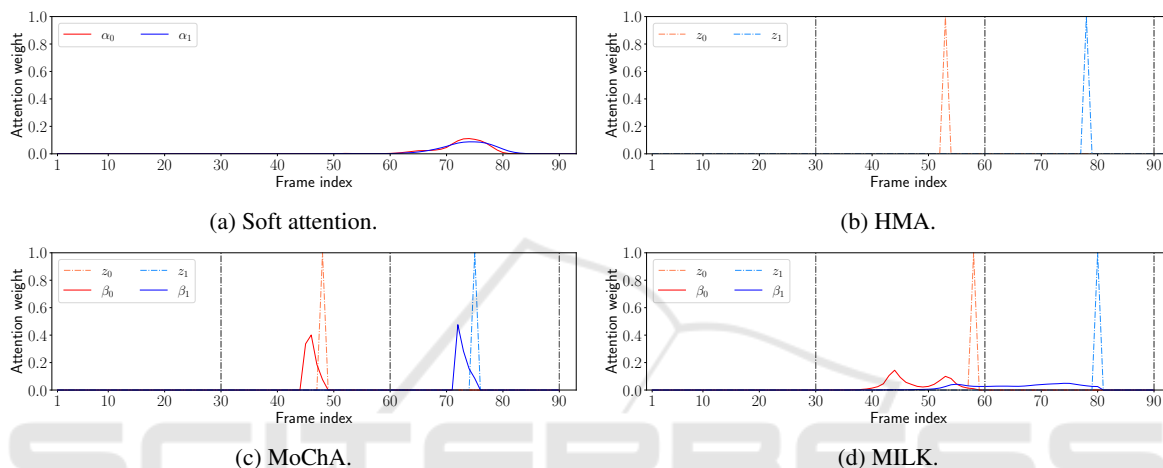 1.0
0.8
0.6
0.4
0.2
0.0
Attention weight
α0 α1
1 10 20 30 40 50 60 70 80 90
Frame index
(a) Soft attention.
1.0
0.8
0.6
0.4
0.2
0.0
Attention weight
z0 z1
1 10 20 30 40 50 60 70 80 90
Frame index
(b) HMA.
1.0
0.8
0.6
0.4
0.2
0.0
Attention weight
z0 z1
β0 β1
1 10 20 30 40 50 60 70 80 90
Frame index
(c) MoChA.
1.0
0.8
0.6
0.4
0.2
0.0
Attention weight
z0 z1
β0 β1
1 10 20 30 40 50 60 70 80 90
Frame index
(d) MILK.
SCITEPRESS